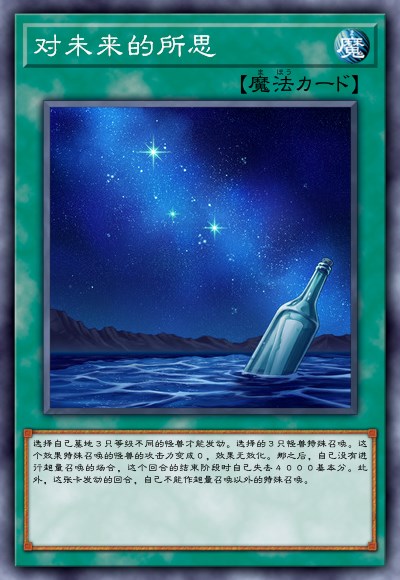 对未来的所思
魔
【魔法カード】
まほう
选择自己墓地3只等级不同的怪兽才能发动。选择的3只怪兽特殊召唤。这
个效果特殊召唤的怪兽的攻击力变成0，效果无效化。那之后，自己没有进
行超量召唤的场合，这个回合的结束阶段时自己失去4000基本分。此
外，这张卡发动的回合，自己不能作超量召唤以外的特殊召唤。